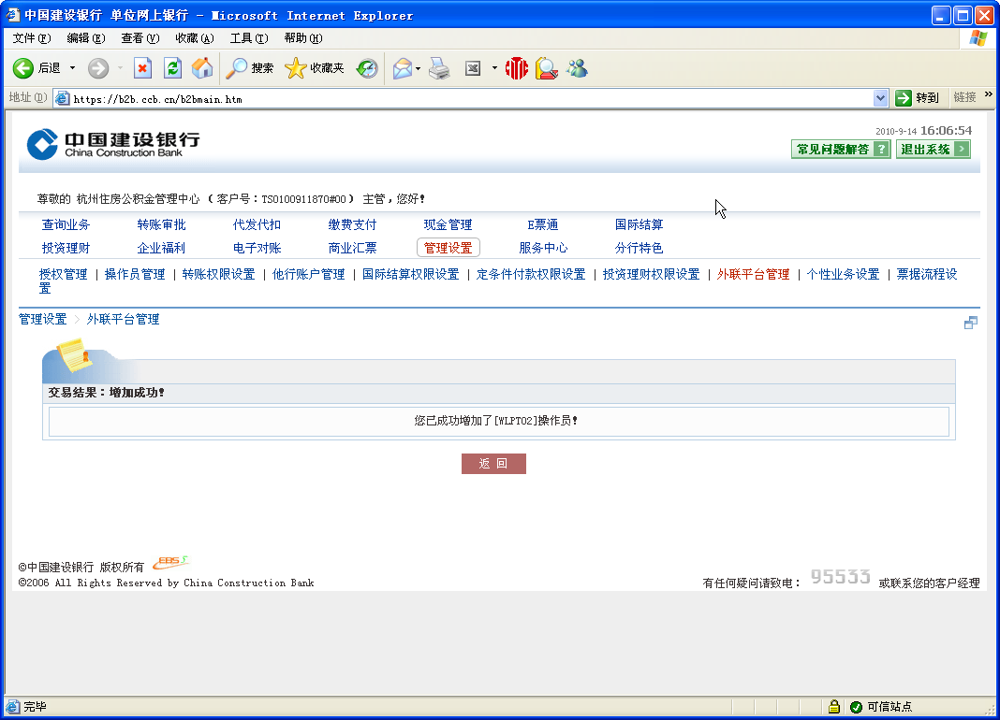 中国建设银行 单位网上银行 - Microsoft Internet Explorer
文件(F) 编辑(E) 查看(V) 收藏(A) 工具(T) 帮助(H)
后退 搜索 收藏夹
地址(D) https://b2b.ccb.cn/b2bmain.htm 转到 链接 »
中国建设银行
China Construction Bank
2010-9-14 16:06:54
常见问题解答 ? 退出系统 >
尊敬的 杭州住房公积金管理中心 ( 客户号：TS0100911870#00 ) 主管，您好!
查询业务 转账审批 代发代扣 缴费支付 现金管理 E票通 国际结算
投资理财 企业福利 电子对账 商业汇票 管理设置 服务中心 分行特色
授权管理 | 操作员管理 | 转账权限设置 | 他行账户管理 | 国际结算权限设置 | 定条件付款权限设置 | 投资理财权限设置 | 外联平台管理 | 个性业务设置 | 票据流程设
置
管理设置 > 外联平台管理
交易结果：增加成功!
您已成功增加了[WLPT02]操作员!
返 回
©中国建设银行 版权所有 EBS5
©2006 All Rights Reserved by China Construction Bank
有任何疑问请致电： 95533 或联系您的客户经理
完毕 可信站点